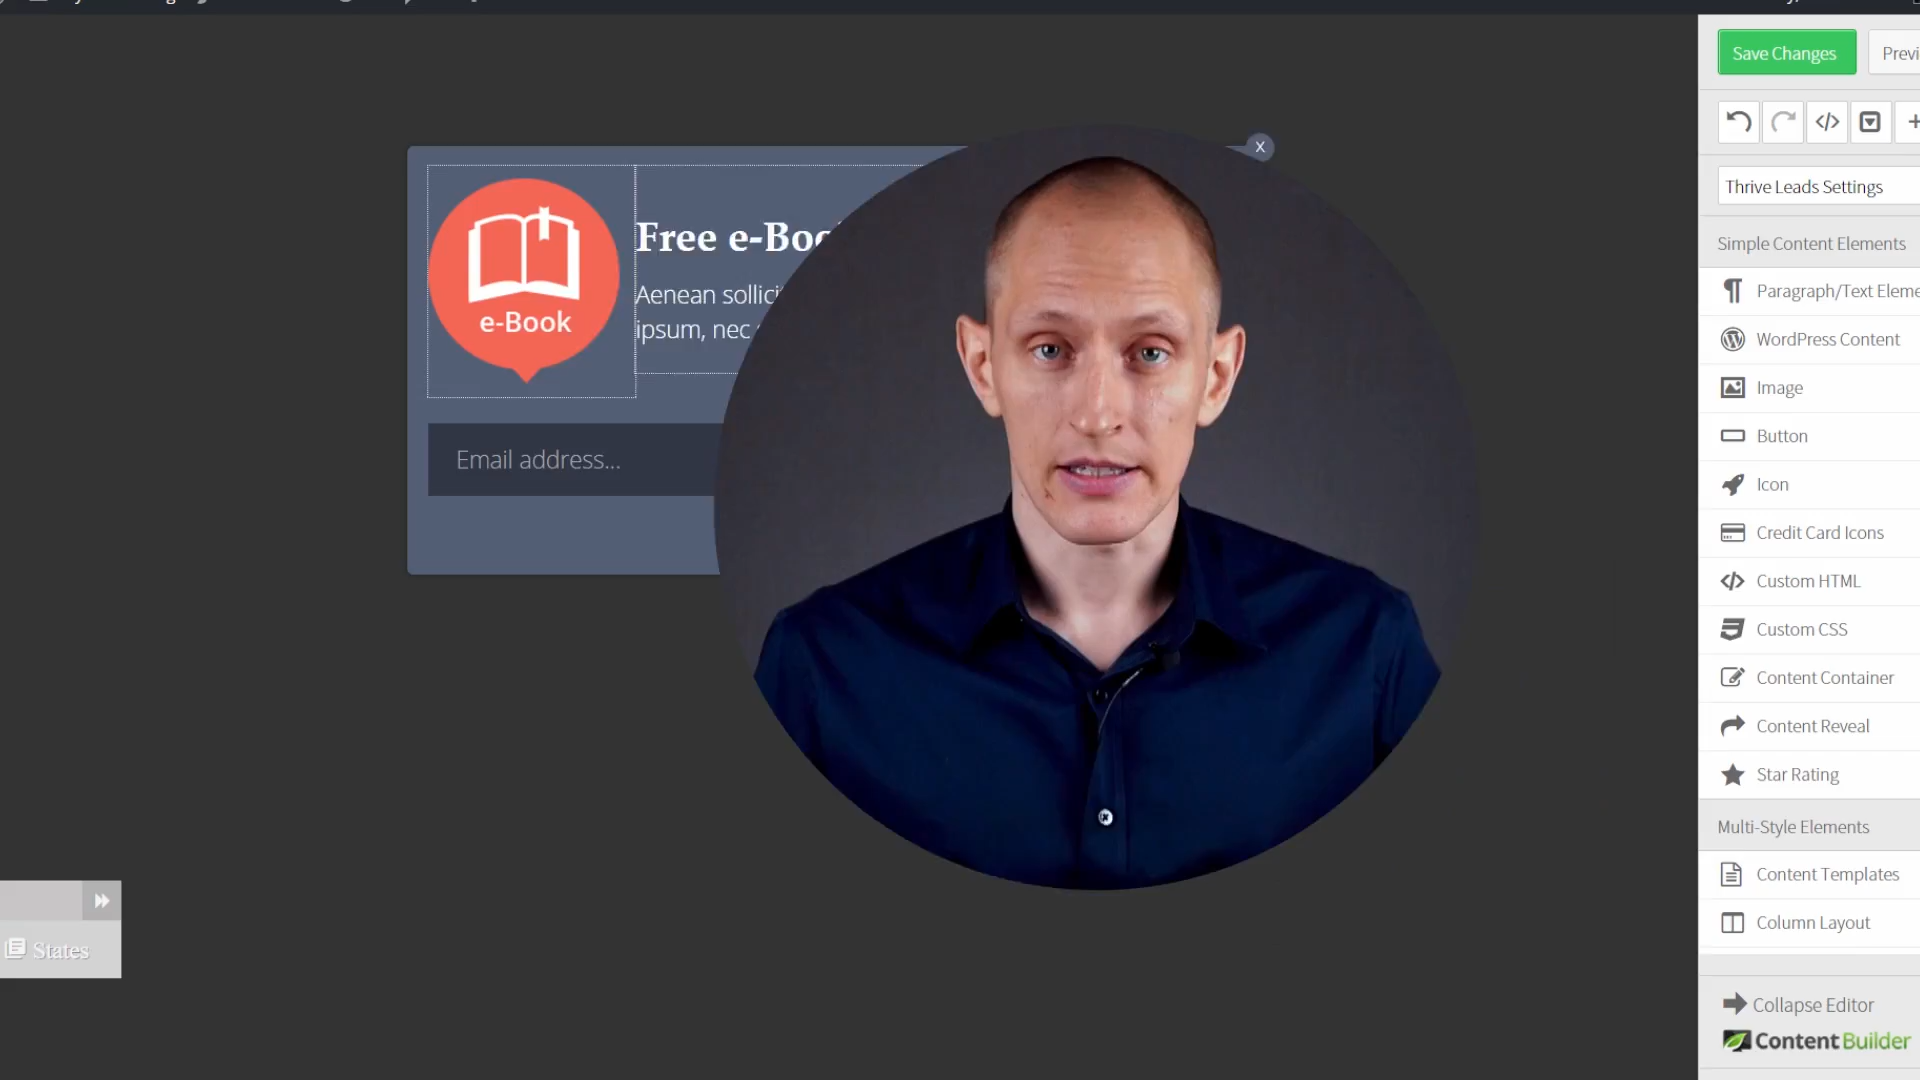 Save Changes
Previ
X
Thrive Leads Settings
Free e-Boo
Simple Content Elements
e-Book
Aenean sollici
ipsum, nec
Paragraph/Text Eleme
WordPress Content
Image
Email address...
Button
Icon
Credit Card Icons
Custom HTML
Custom CSS
Content Container
Content Reveal
Star Rating
Multi-Style Elements
Content Templates
Column Layout
States
Collapse Editor
Content Builder